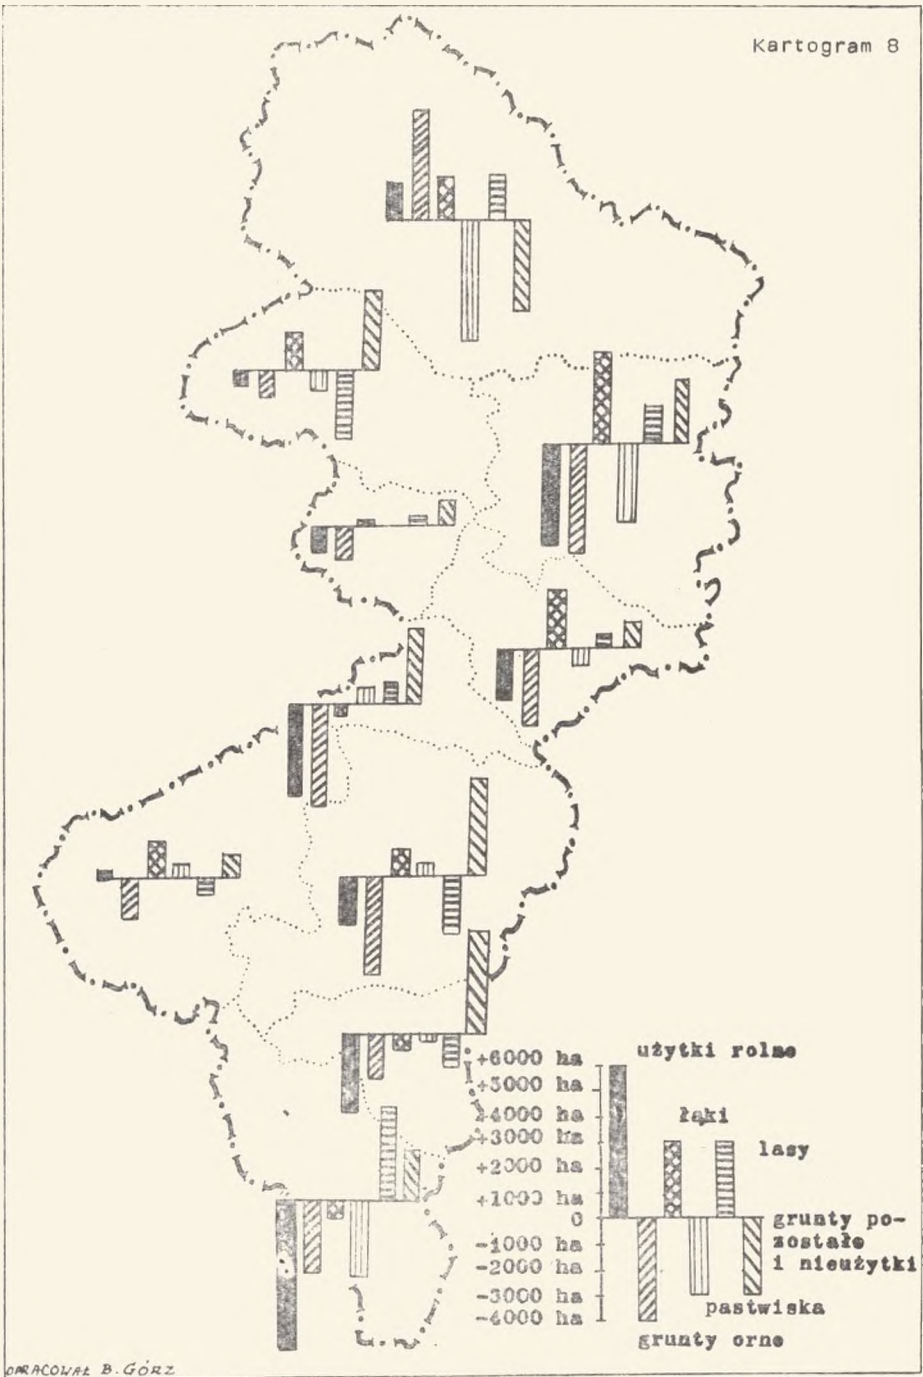 Kartogram 8
użytki rolne
łąki
lasy
+6000 ha
+5000 ha
+4000 ha
+3000 ha
+2000 ha
+1000 ha
0
-1000 ha
-2000 ha
-3000 ha
-4000 ha
grunty po-
zostałe
i nieużytki
pastwiska
grunty orne
OPRACOWAŁ B. GÓRZ